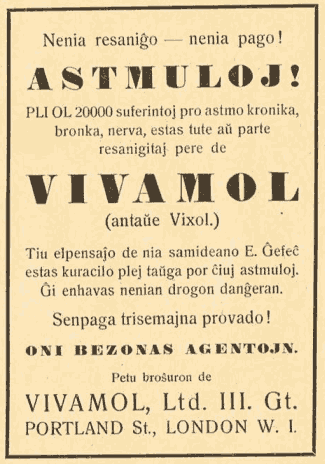 Nenia resaniĝo — nenia pago!
ASTMULOJ!
PLI OL 20000 suferintoj pro astmo kronika,
bronka, nerva, estas tute aŭ parte
resanigitaj pere de
VIVAMOL
(antaŭe Vixol.)
Tiu elpensaĵo de nia samideano E. Ĝefeĉ
estas kuracilo plej taŭga por ĉiuj astmuloj.
Ĝi enhavas nenian drogon danĝeran.
Senpaga trisemajna provado!
ONI BEZONAS AGENTOJN.
Petu broŝuron de
VIVAMOL, Ltd. III. Gt.
PORTLAND St., LONDON W. I.